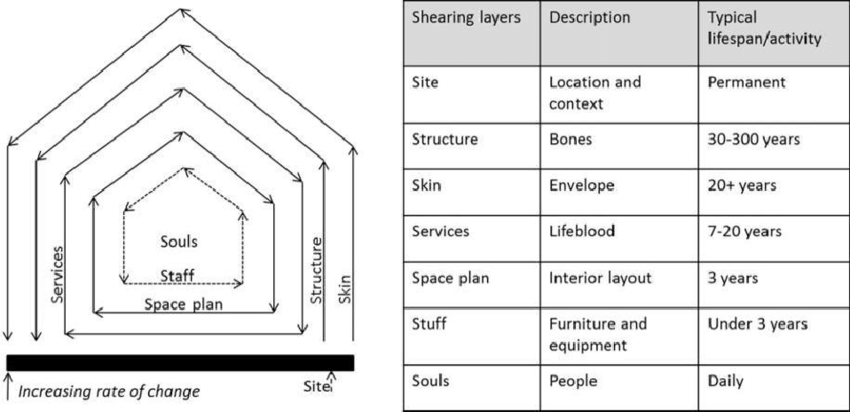 Souls
Staff
Space plan
Services
Structure
Skin
Increasing rate of change
Site
Shearing layers
Description
Typical
lifespan/activity
Site
Location and
context
Permanent
Structure
Bones
30-300 years
Skin
Envelope
20+ years
Services
Lifeblood
7-20 years
Space plan
Interior layout
3 years
Stuff
Furniture and
equipment
Under 3 years
Souls
People
Daily